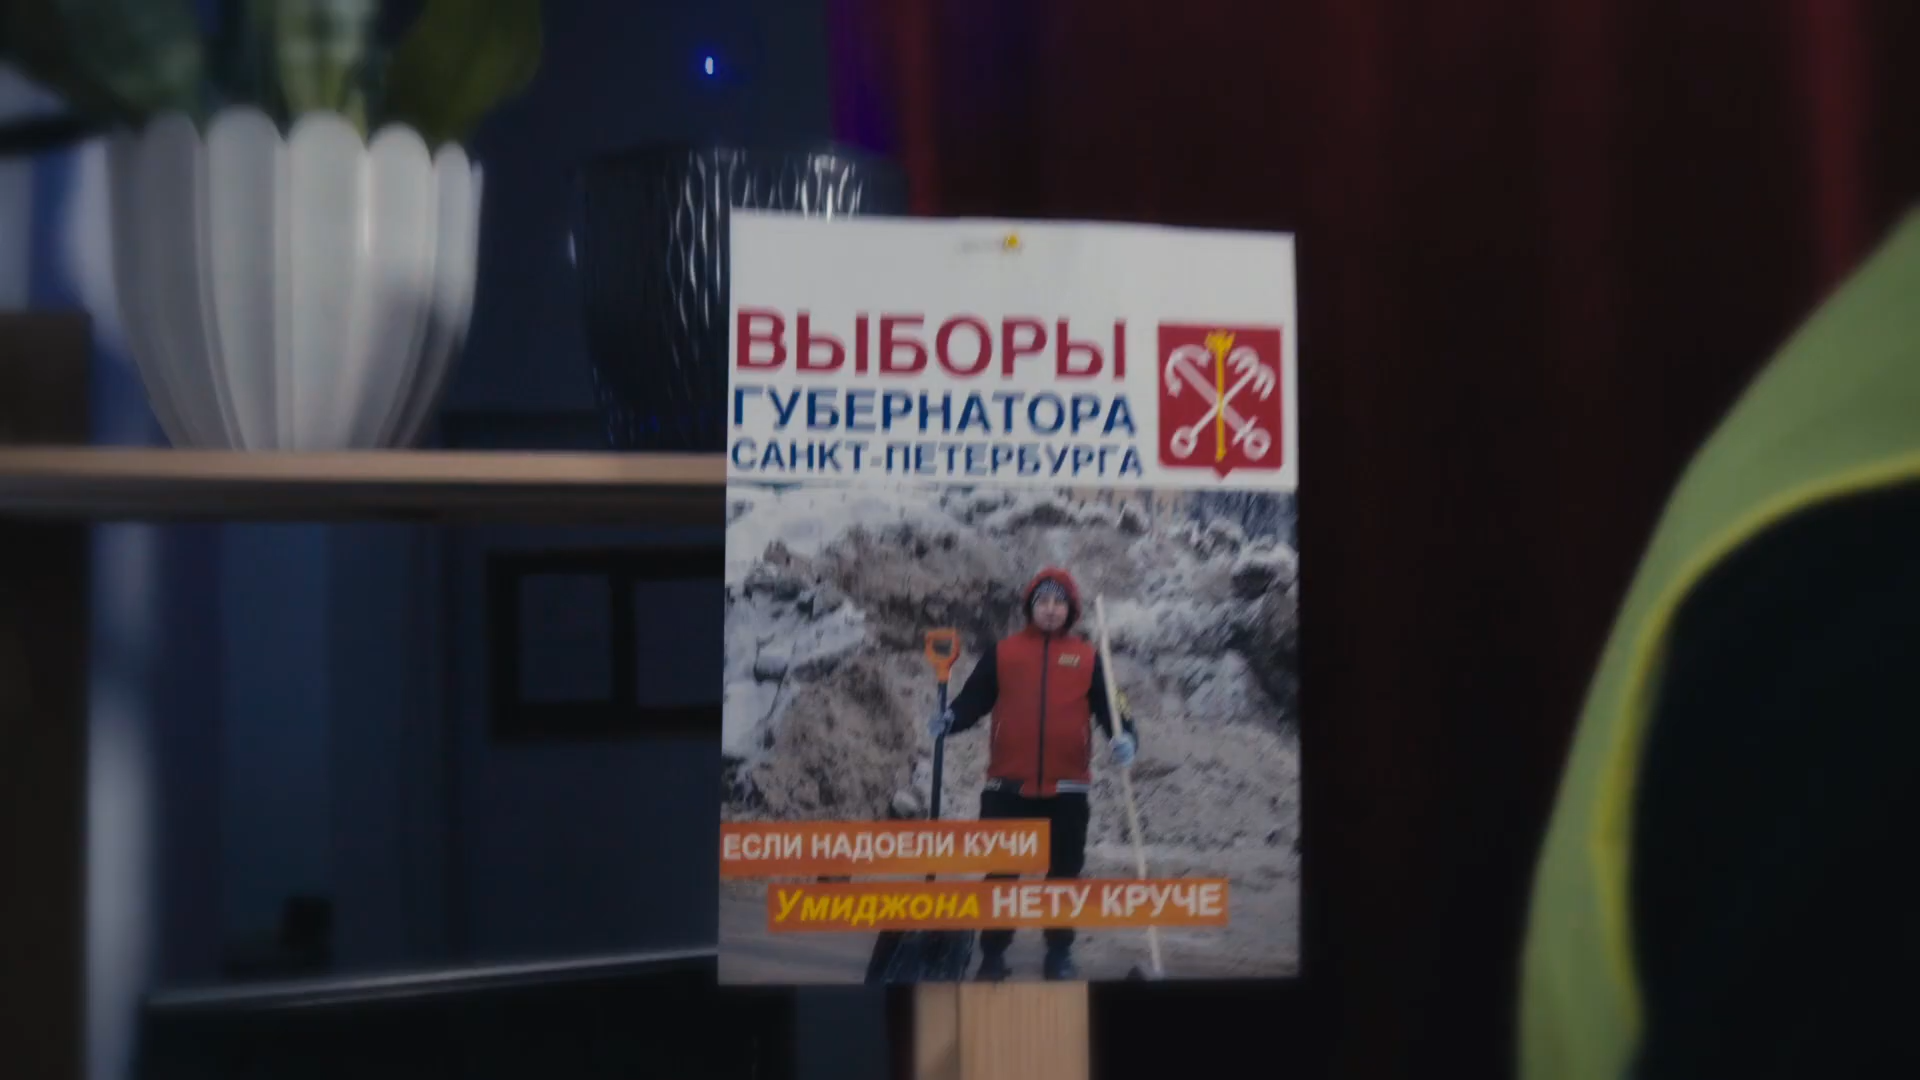 ВЫБОРЫ
ГУБЕРНАТОРА
САНКТ-ПЕТЕРБУРГА
ЕСЛИ НАДОЕЛИ КУЧИ
Умиджона НЕТУ КРУЧЕ